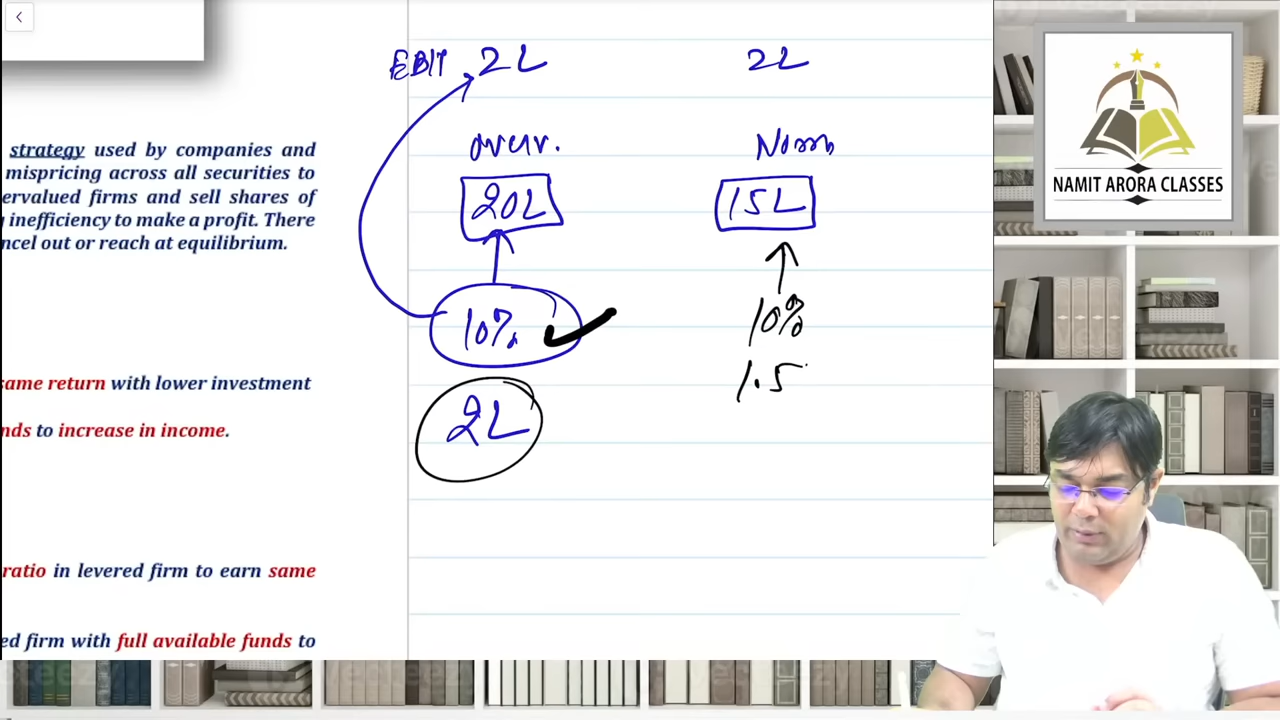 EBIT 2L 2L
overv. Norm
20L 15L
10% 10%
2L 1.5
strategy used by companies and
mispricing across all securities to
ervalued firms and sell shares of
inefficiency to make a profit. There
ncel out or reach at equilibrium.
same return with lower investment
nds to increase in income.
ratio in levered firm to earn same
ed firm with full available funds to
NAMIT ARORA CLASSES